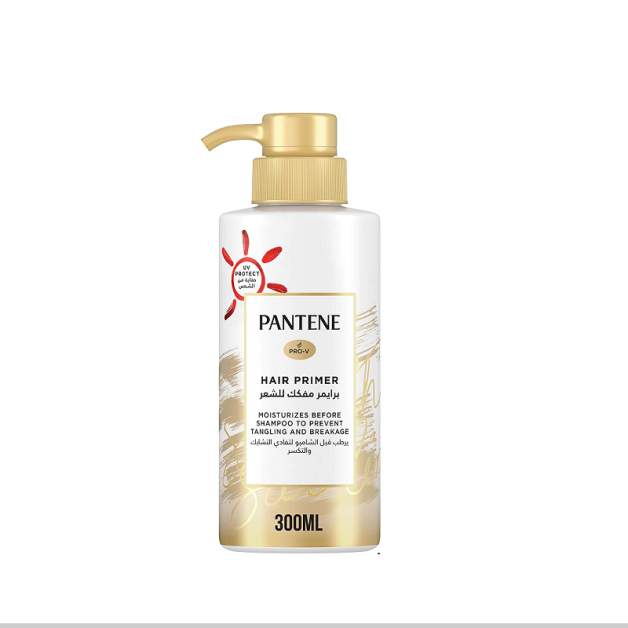 UV
PROTECT
حماية من
الشمس
PANTENE
PRO-V
HAIR PRIMER
برايمر مفكك للشعر
MOISTURIZES BEFORE
SHAMPOO TO PREVENT
TANGLING AND BREAKAGE
يرطب قبل الشامبو لتفادي التشابك
والتكسر
300ML